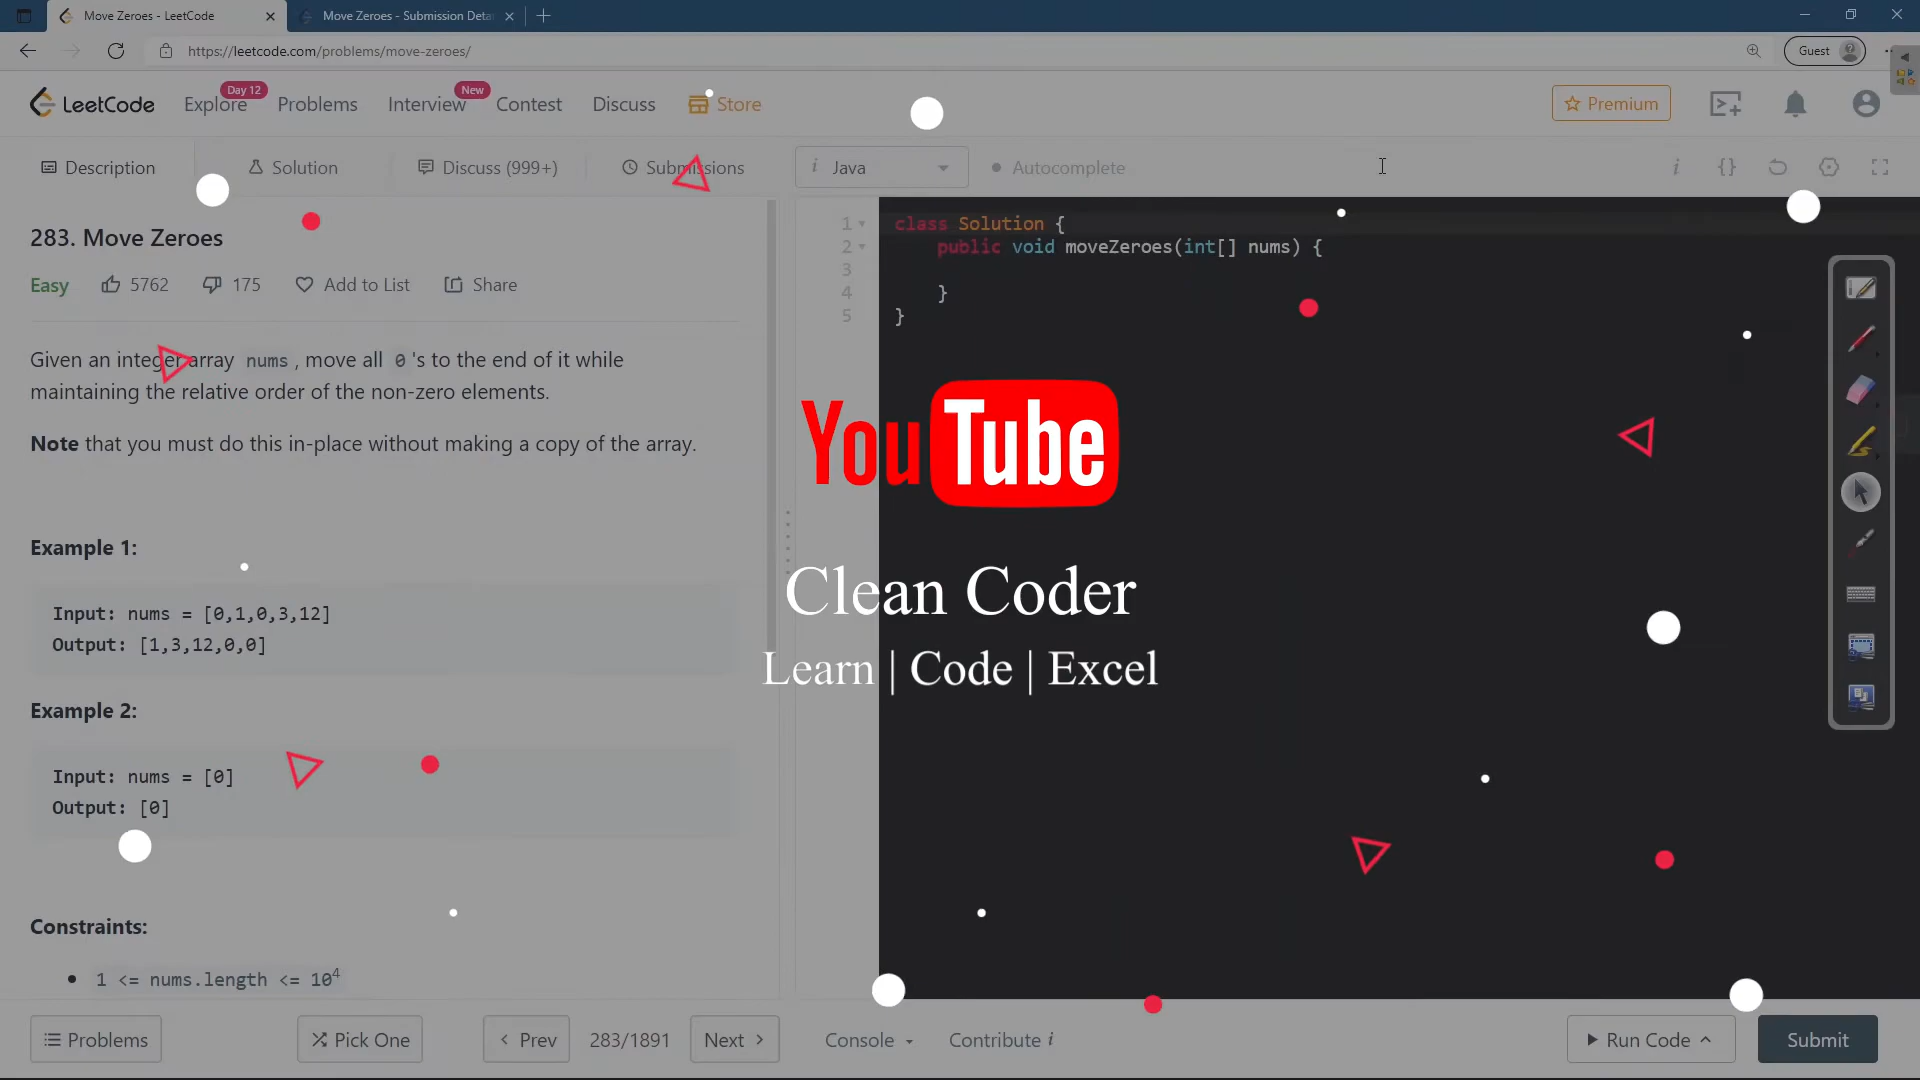 Move Zeroes - LeetCode
Move Zeroes - Submission Deta
https://leetcode.com/problems/move-zeroes/
Guest
LeetCode
Explore
Day 12
Problems
Interview
New
Contest
Discuss
Store
Premium
Description
Solution
Discuss (999+)
Submissions
i Java
Autocomplete
i
{}
283. Move Zeroes
Easy
5762
175
Add to List
Share
Given an integer array nums, move all 0's to the end of it while
maintaining the relative order of the non-zero elements.
Note that you must do this in-place without making a copy of the array.
Example 1:
Input: nums = [0,1,0,3,12]
Output: [1,3,12,0,0]
Example 2:
Input: nums = [0]
Output: [0]
Constraints:
1 <= nums.length <= 10^4
1 class Solution {
2 public void moveZeroes(int[] nums) {
3
4 }
5 }
YouTube
Clean Coder
Learn | Code | Excel
Problems
Pick One
Prev
283/1891
Next
Console
Contribute i
Run Code
Submit